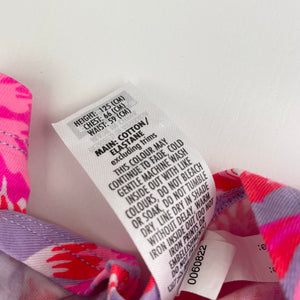 HEIGHT: 125 (CM)
CHEST: 66 (CM)
WAIST: 59 (CM)
MAIN: COTTON/
ELASTANE
excluding trims
THIS COLOUR MAY
CONTINUE TO FADE COLD
GENTLE MACHINE WASH
INSIDE OUT WITH LIKE
COLOURS DO NOT BLEACH
OR SOAK DO NOT TUMBLE
DRY LINE DRY IN SHADE
WITHOUT DELAY WARM
IRON INSIDE OUT
0060822